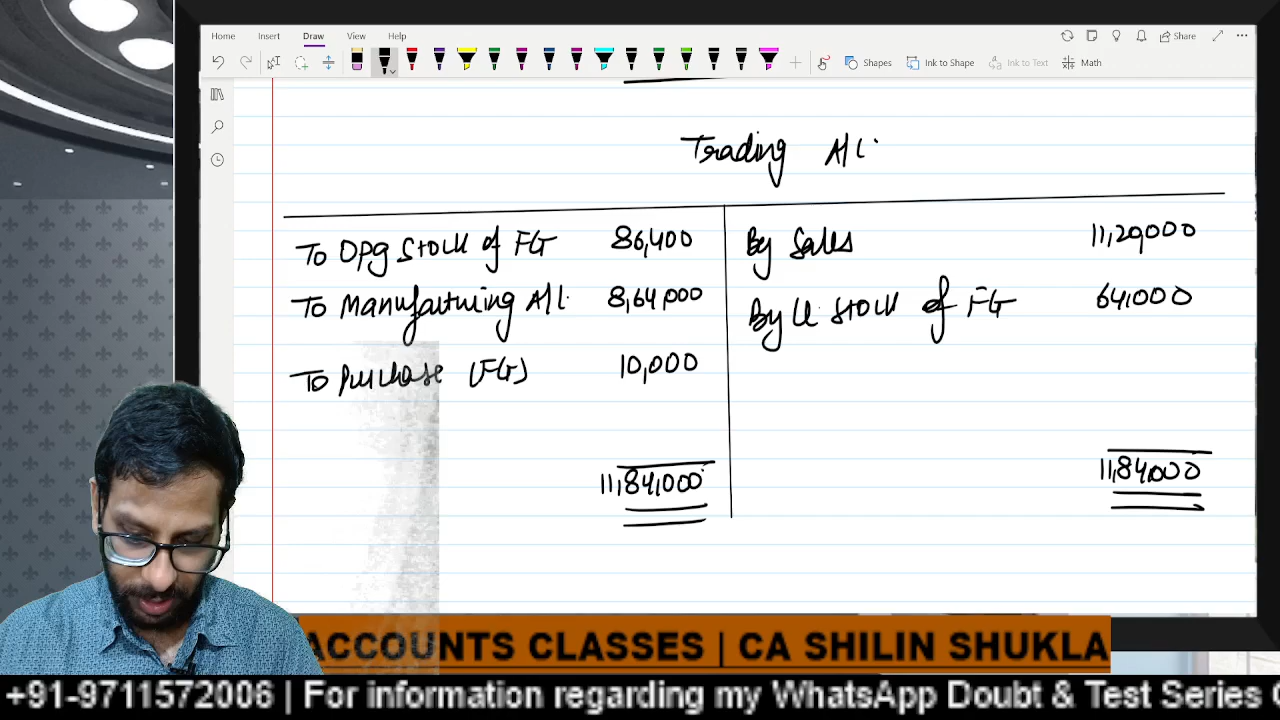 Home Insert Draw View Help
Share
Shapes Ink to Shape Ink to Text Math
Trading A/c.
To Opg Stock of FG 86,400 By Sales 11,20,000
To Manufacturing A/c. 8,64,000 By Cl. Stock of FG 64,000
To Purchase (FG) 10,000
11,84,000 11,84,000
ACCOUNTS CLASSES | CA SHILIN SHUKLA
+91-9711572006 | For information regarding my WhatsApp Doubt & Test Series